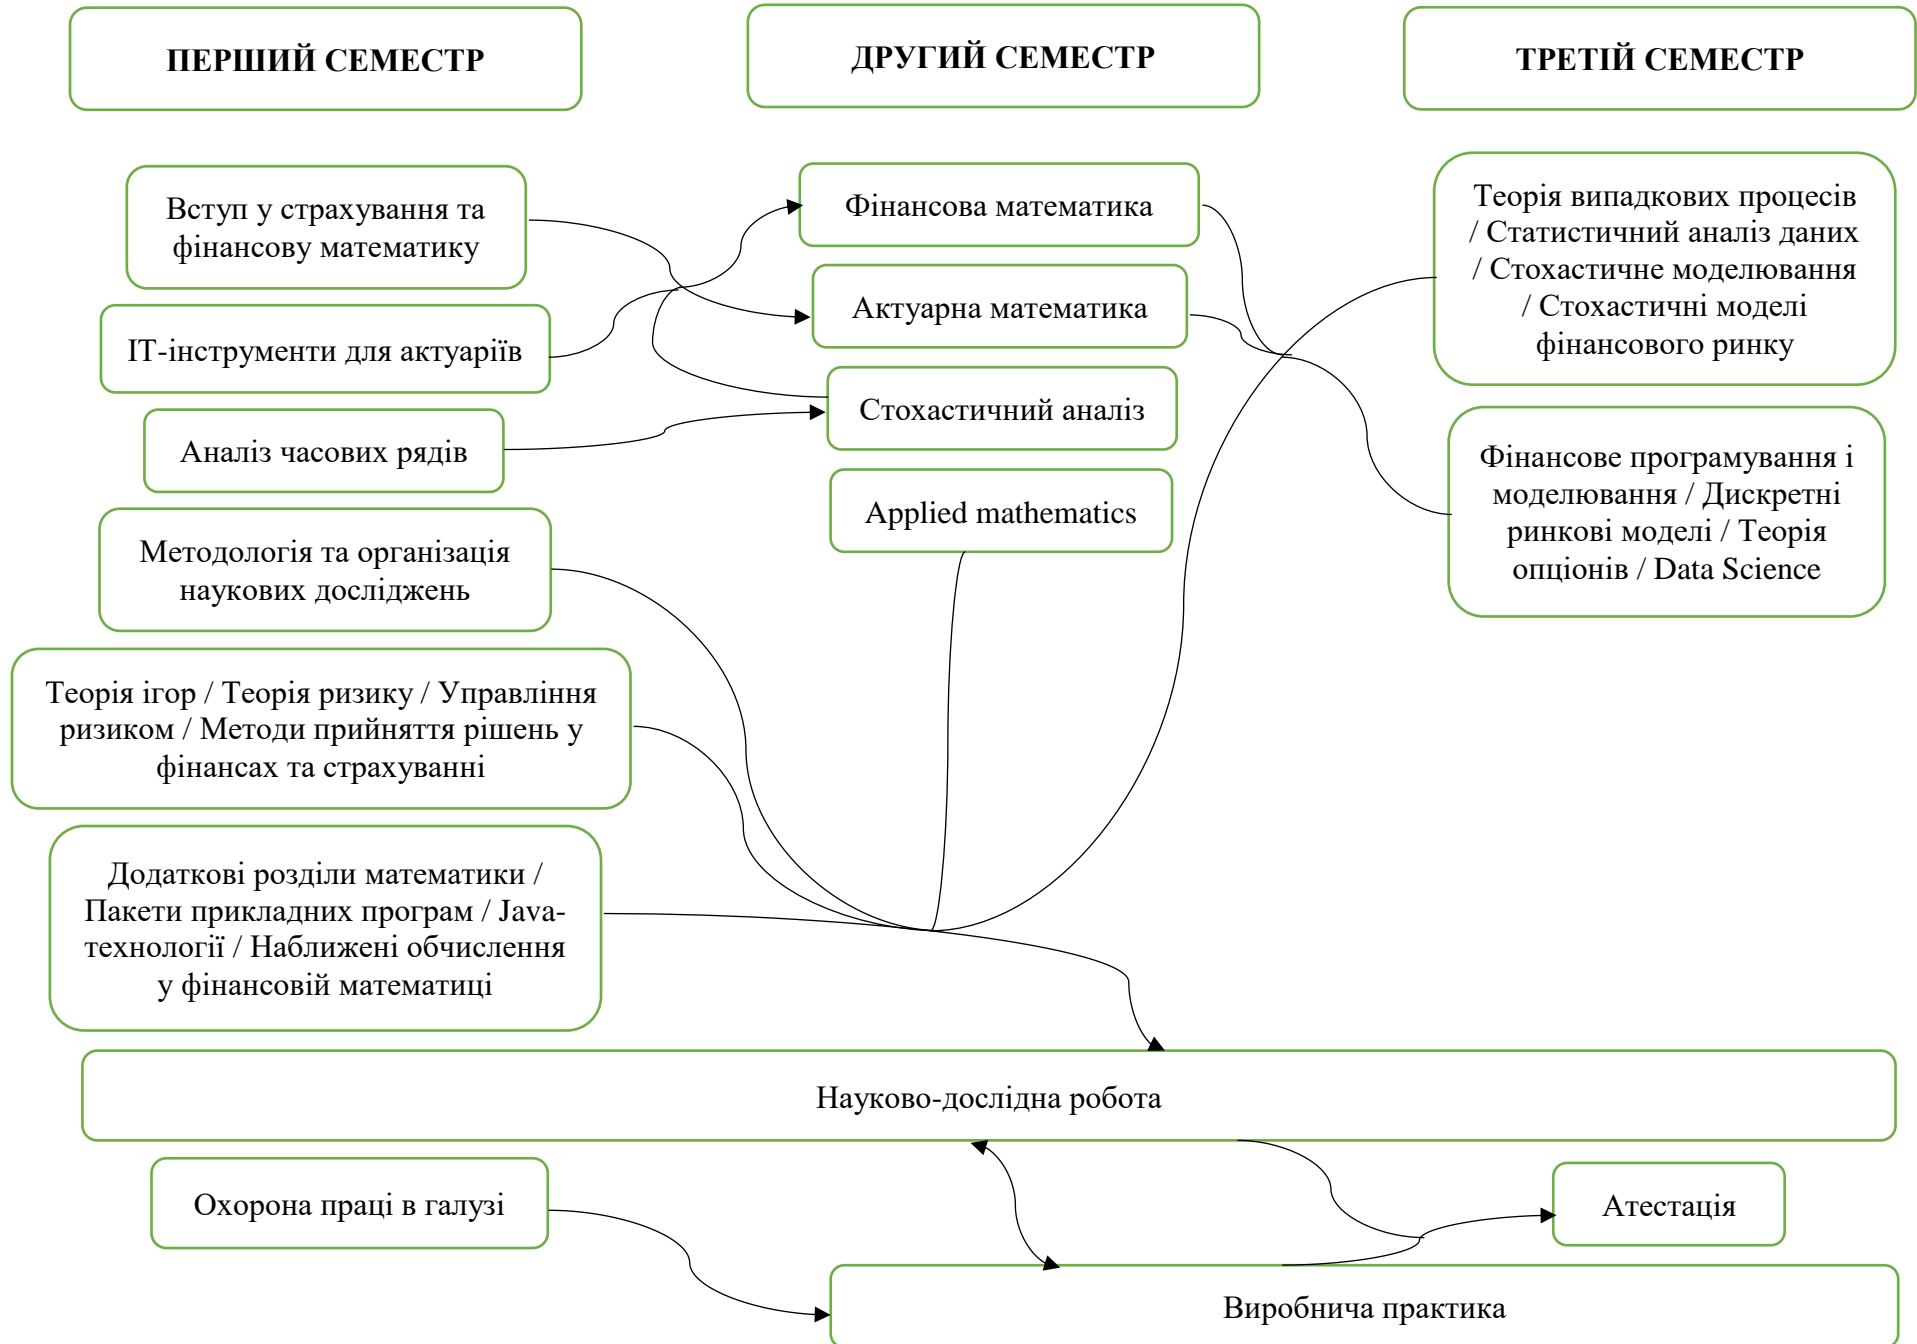 ПЕРШИЙ СЕМЕСТР
ДРУГИЙ СЕМЕСТР
ТРЕТІЙ СЕМЕСТР
Вступ у страхування та
фінансову математику
ІТ-інструменти для актуаріїв
Аналіз часових рядів
Методологія та організація
наукових досліджень
Теорія ігор / Теорія ризику / Управління
ризиком / Методи прийняття рішень у
фінансах та страхуванні
Додаткові розділи математики /
Пакети прикладних програм / Java-
технології / Наближені обчислення
у фінансовій математиці
Фінансова математика
Актуарна математика
Стохастичний аналіз
Applied mathematics
Теорія випадкових процесів
/ Статистичний аналіз даних
/ Стохастичне моделювання
/ Стохастичні моделі
фінансового ринку
Фінансове програмування і
моделювання / Дискретні
ринкові моделі / Теорія
опціонів / Data Science
Науково-дослідна робота
Охорона праці в галузі
Атестація
Виробнича практика